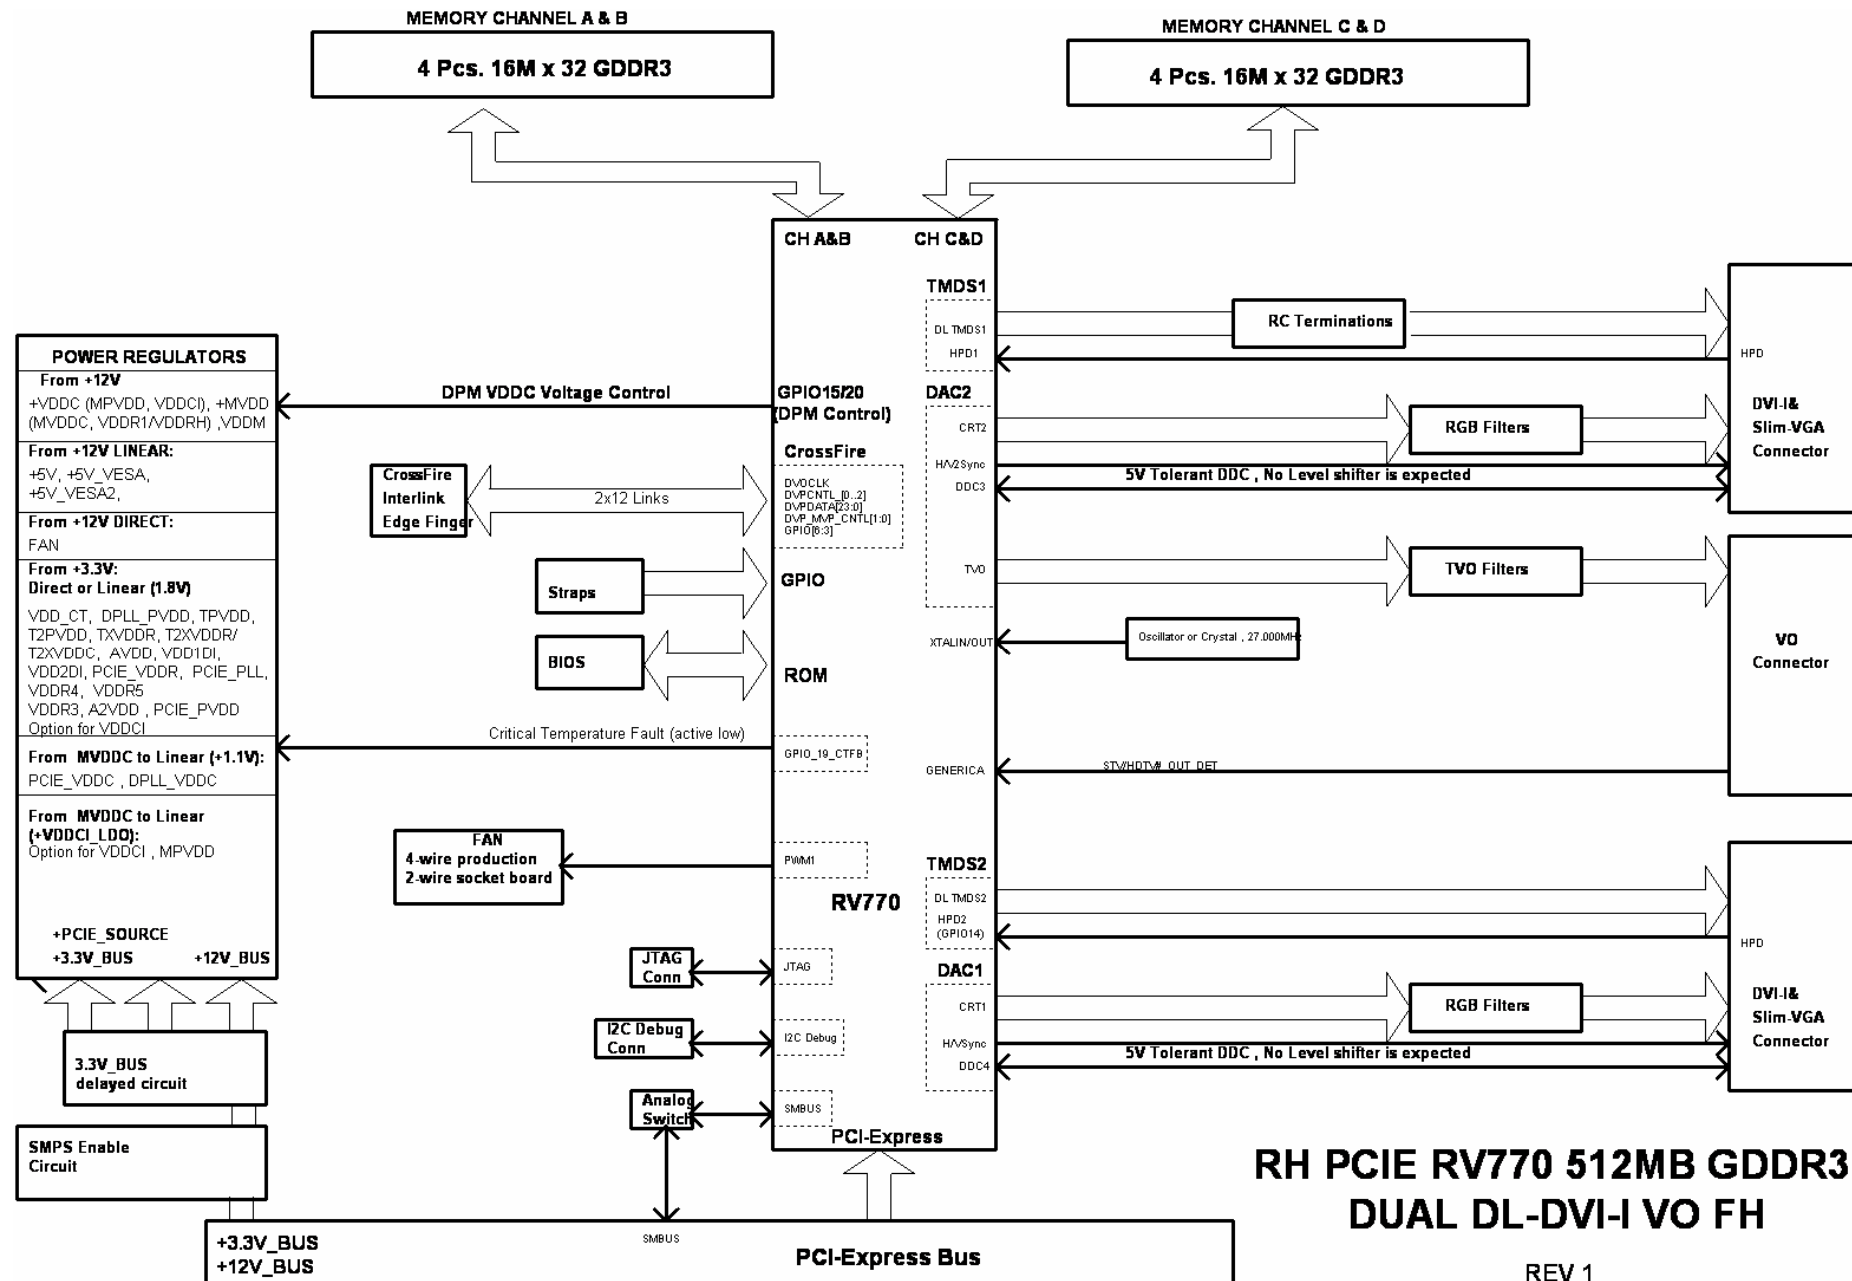 MEMORY CHANNEL A & B
4 Pcs. 16M x 32 GDDR3
MEMORY CHANNEL C & D
4 Pcs. 16M x 32 GDDR3
CH A&B
CH C&D
TMDS1
DL TMDS1
HPD1
RC Terminations
HPD
DVI-I&
Slim-VGA
Connector
POWER REGULATORS
From +12V
+VDDC (MPVDD, VDDCI), +MVDD
(MVDDC, VDDR1/VDDRH) ,VDDM
From +12V LINEAR:
+5V, +5V_VESA,
+5V_VESA2,
From +12V DIRECT:
FAN
From +3.3V:
Direct or Linear (1.8V)
VDD_CT, DPLL_PVDD, TPVDD,
T2PVDD, TXVDDR, T2XVDDR/
T2XVDDC, AVDD, VDD1DI,
VDD2DI, PCIE_VDDR, PCIE_PLL,
VDDR4, VDDR5
VDDR3, A2VDD , PCIE_PVDD
Option for VDDCI
From MVDDC to Linear (+1.1V):
PCIE_VDDC , DPLL_VDDC
From MVDDC to Linear
(+VDDCI_LDO):
Option for VDDCI , MPVDD
+PCIE_SOURCE
+3.3V_BUS
+12V_BUS
3.3V_BUS
delayed circuit
SMPS Enable
Circuit
DPM VDDC Voltage Control
GPIO15/20
(DPM Control)
CrossFire
Interlink
Edge Finger
2x12 Links
CrossFire
DVOCLK
DVPCNTL_[0..2]
DVPDATA[23:0]
DVP_MVP_CNTL[1:0]
GPIO[6:3]
Straps
GPIO
BIOS
ROM
Critical Temperature Fault (active low)
GPIO_19_CTFB
FAN
4-wire production
2-wire socket board
PWM1
RV770
JTAG
Conn
JTAG
I2C Debug
Conn
I2C Debug
Analog
Switch
SMBUS
PCI-Express
DAC2
CRT2
RGB Filters
H/V2Sync
5V Tolerant DDC , No Level shifter is expected
DDC3
TVO
TVO Filters
XTALIN/OUT
Oscillator or Crystal , 27.000MHz
VO
Connector
GENERICA
STV/HDTV# OUT DET
TMDS2
DL TMDS2
HPD2
(GPIO14)
HPD
DAC1
CRT1
RGB Filters
H/VSync
5V Tolerant DDC , No Level shifter is expected
DDC4
DVI-I&
Slim-VGA
Connector
+3.3V_BUS
+12V_BUS
SMBUS
PCI-Express Bus
RH PCIE RV770 512MB GDDR3
DUAL DL-DVI-I VO FH
REV 1